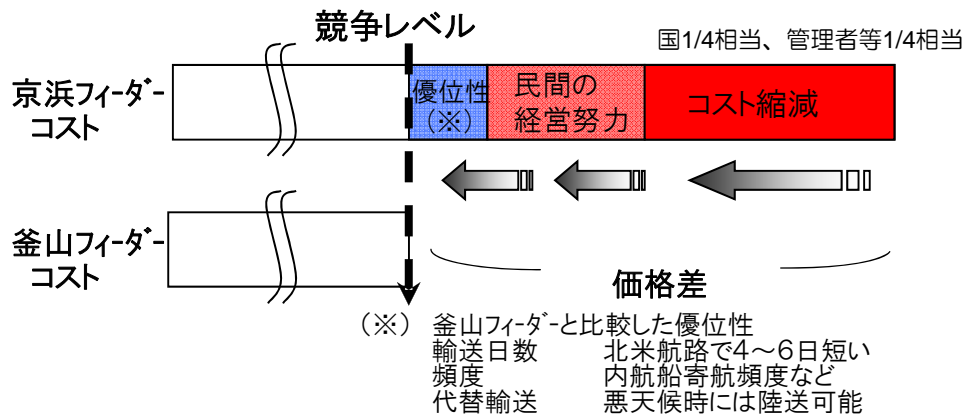 競争レベル
国1/4相当、管理者等1/4相当
京浜フィーダー
コスト
優位性
(※)
民間の
経営努力
コスト縮減
釜山フィーダー
コスト
価格差
(※) 釜山フィーダーと比較した優位性
輸送日数 北米航路で4～6日短い
頻度 内航船寄航頻度など
代替輸送 悪天候時には陸送可能